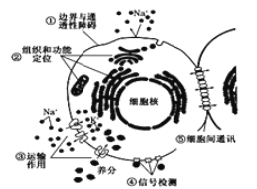 ①边界与通
透性障碍
Na⁺
②组织和功能
定位
细胞核
Na⁺
K⁺
⑤细胞间通讯
③运输
作用
养分
④信号检测